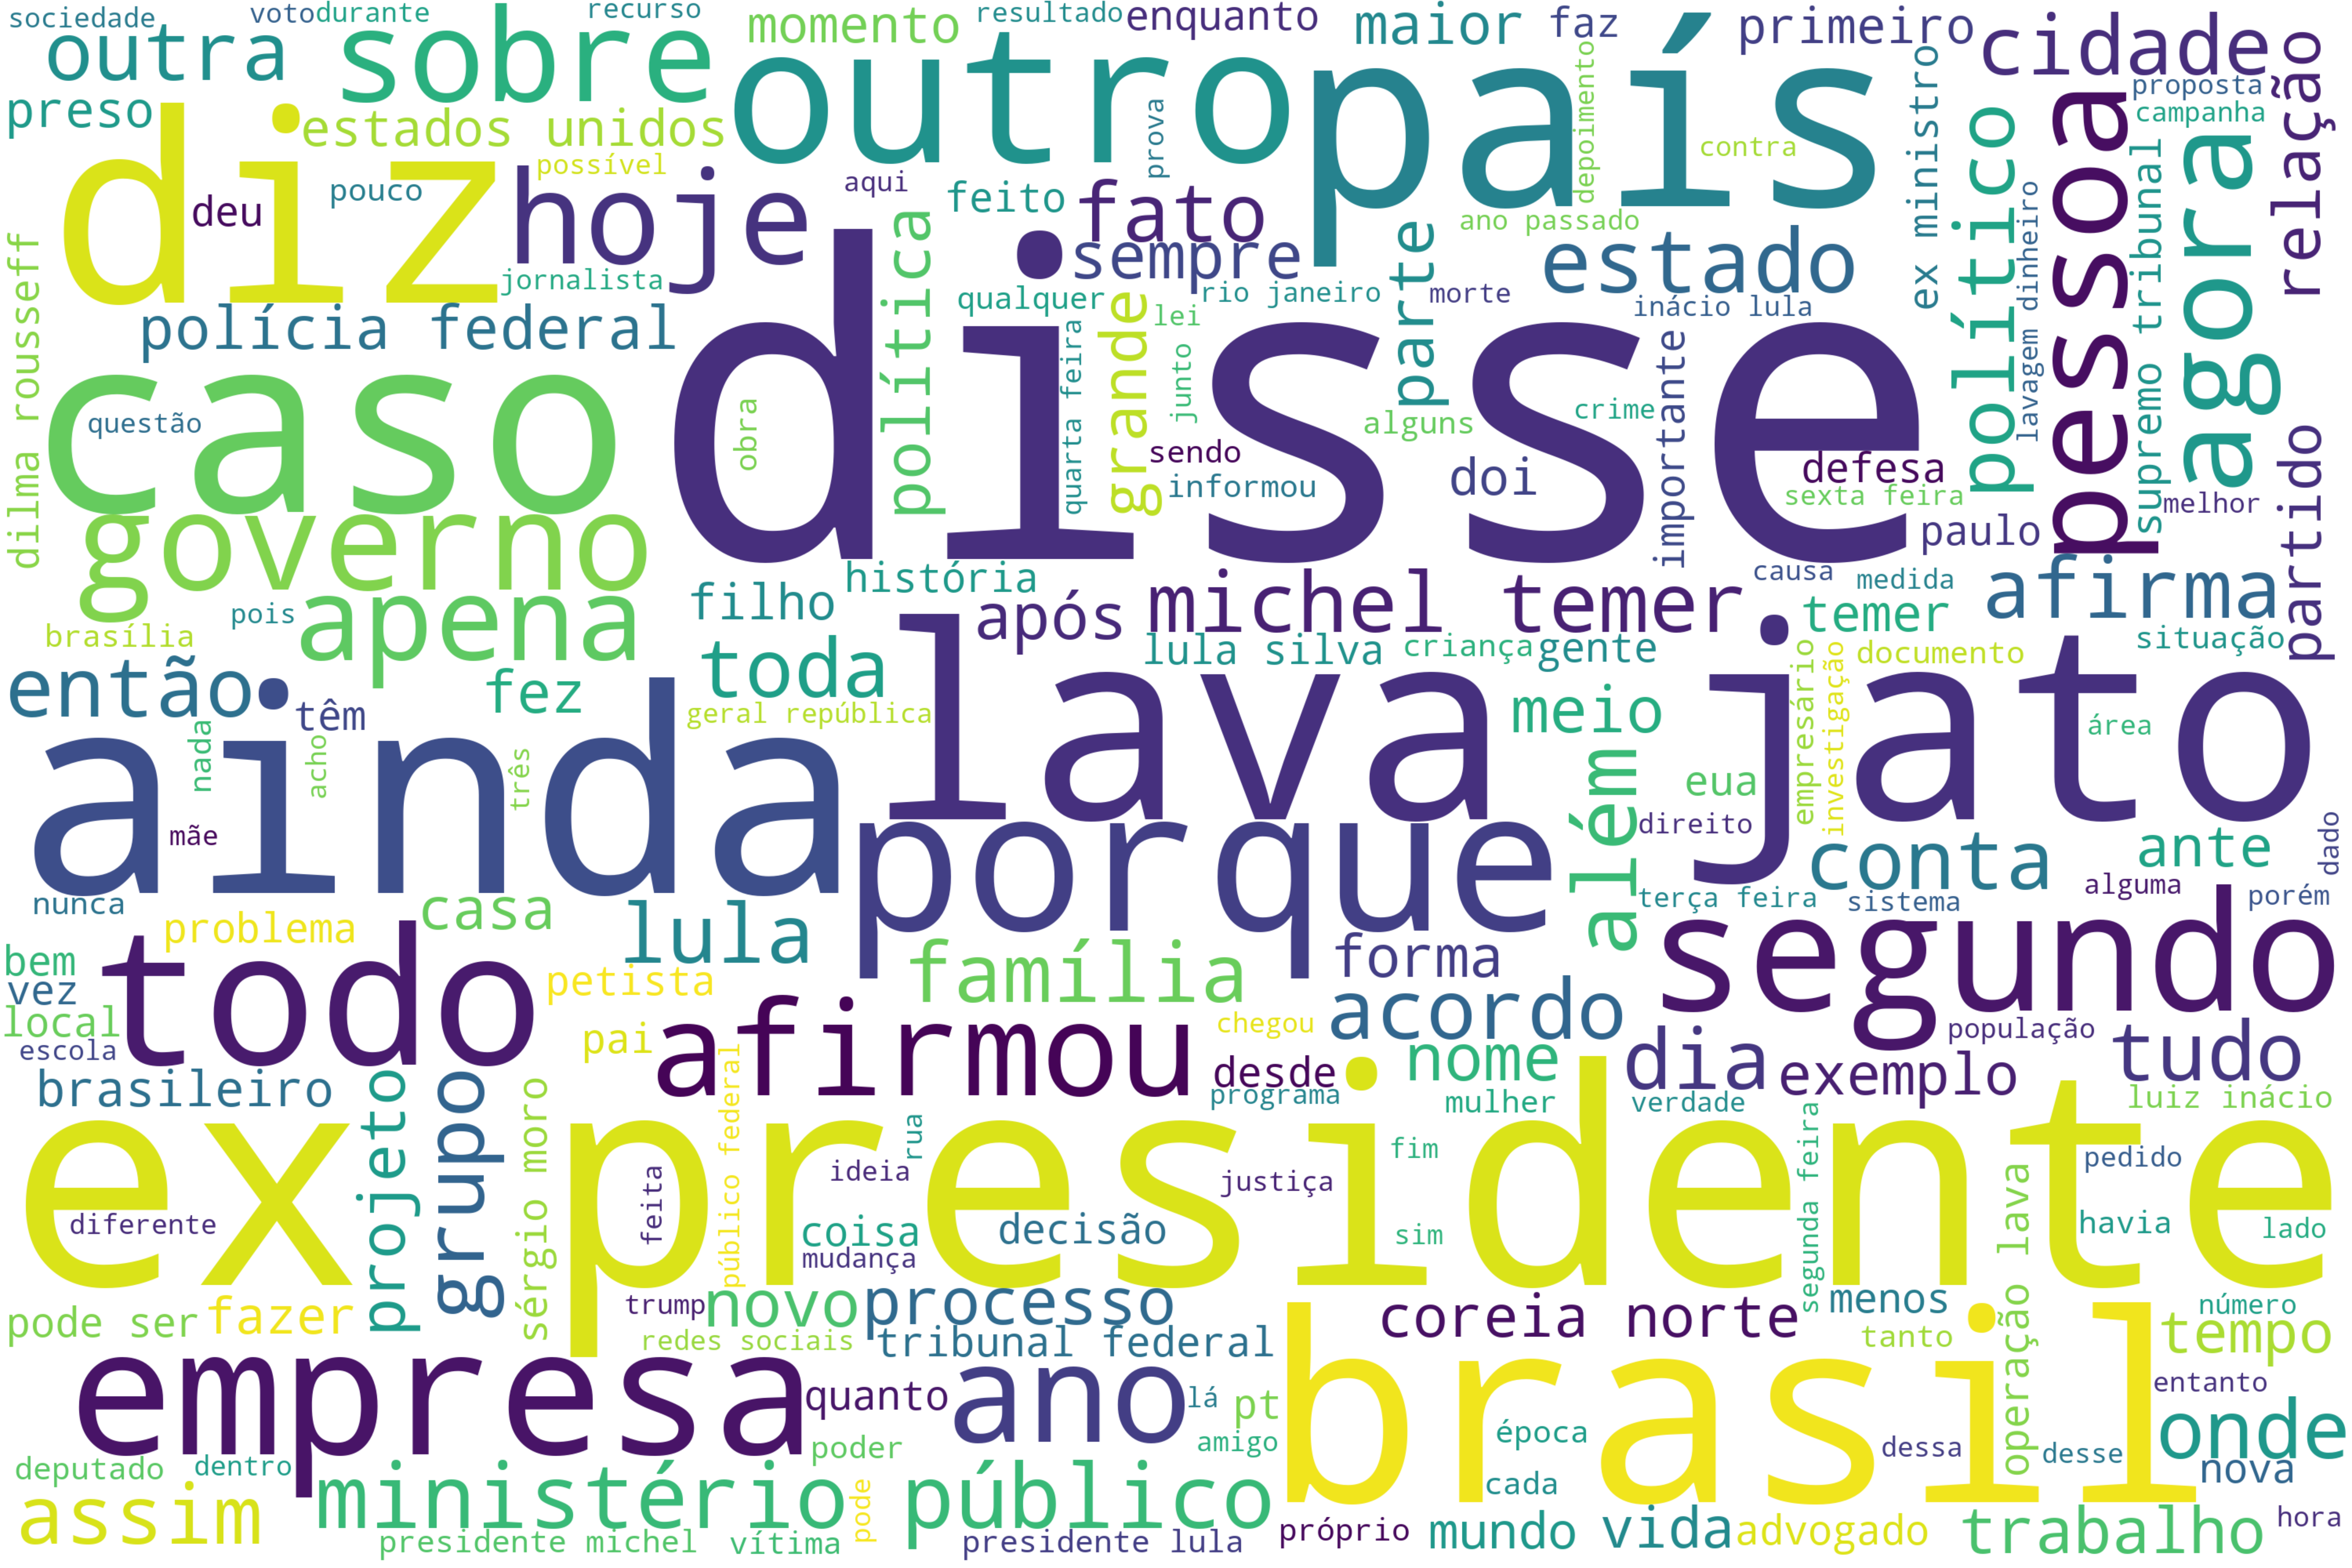 sociedade
voto
durante
recurso
resultado
enquanto
maior
faz
primeiro
cidade
outra
sobre
momento
outro
país
preso
estados unidos
diz
hoje
possível
pouco
deu
aqui
jornalista
prova
depoimento
contra
ex ministro
político
pessoa
proposta
campanha
supremo tribunal
agora
relação
lavagem dinheiro
feito
fato
sempre
política
parte
ano passado
estado
qualquer
rio janeiro
morte
inácio lula
lei
grande
quarta feira
junto
dilma rousseff
polícia federal
caso
questão
disse
obra
alguns
crime
importante
sendo
informou
doi
defesa
sexta feira
melhor
paulo
partido
governo
apena
pois
brasília
história
filho
após
michel temer
causa
medida
temer
afirma
situação
então
têm
fez
toda
lula silva
criança
gente
documento
geral república
lava jato
meio
empresário
investigação
área
ainda
nada
acho
três
mãe
porque
além
eua
direito
conta
ante
dado
nunca
problema
casa
lula
terça feira
sistema
alguma
porém
bem
vez
local
todo
petista
família
forma
segundo
escola
pai
afirmou
chegou
acordo
população
tudo
brasileiro
projeto
grupo
sérgio moro
público federal
desde
programa
nome
mulher
dia
verdade
exemplo
luiz inácio
ex presidente
diferente
feita
rua
ideia
justiça
fim
segunda feira
pedido
coisa
decisão
mudança
sim
operação lava
havia
lado
pode ser
fazer
trump
novo
processo
coreia norte
menos
número
redes sociais
tribunal federal
tanto
tempo
empresa
quanto
ano
lá
pt
brasil
entanto
poder
amigo
época
dessa
desse
onde
deputado
dentro
nova
cada
assim
ministério público
pode
presidente michel
vítima
presidente lula
próprio
mundo
vida
advogado
trabalho
hora